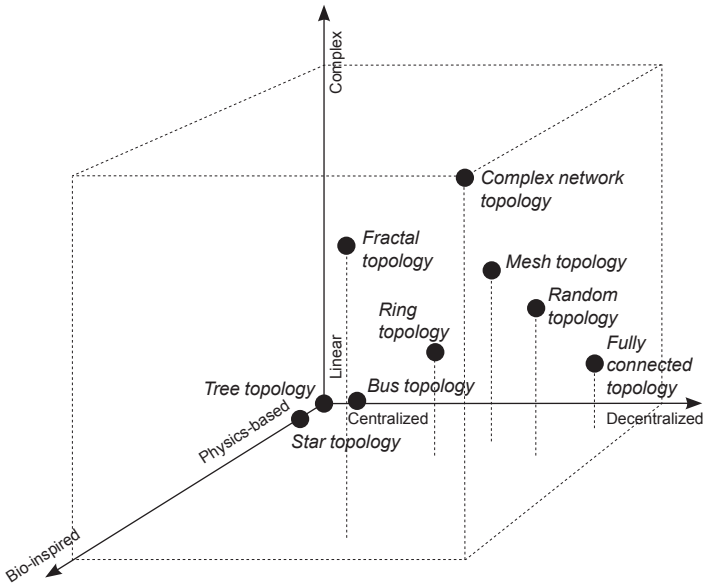 Complex
Complex network
topology
Fractal
topology
Mesh topology
Random
topology
Ring
topology
Linear
Fully
connected
topology
Tree topology
Bus topology
Centralized
Decentralized
Physics-based
Star topology
Bio-inspired